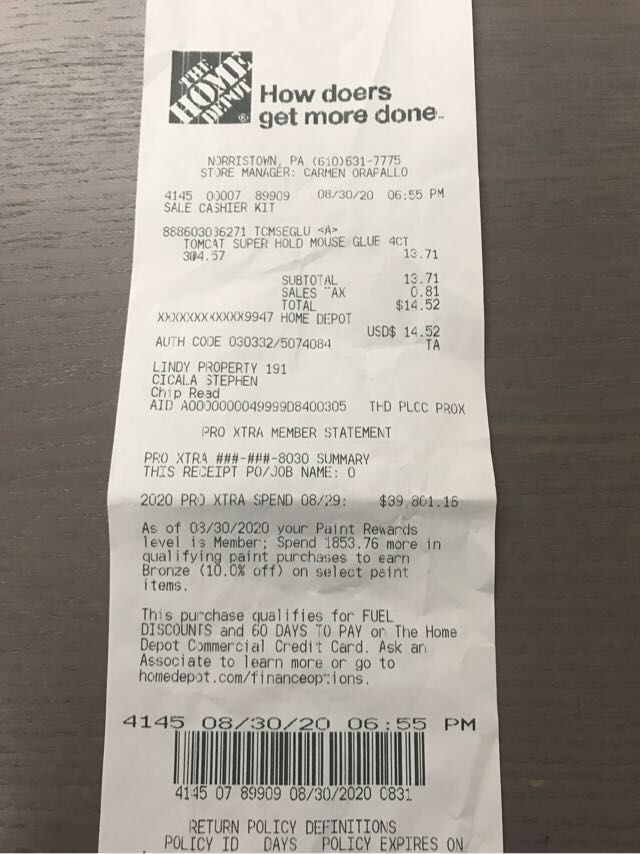 THE
HOME
DEPOT
®
How doers
get more done™
NORRISTOWN, PA (610)631-7775
STORE MANAGER: CARMEN ORAPALLO
4145 00007 89909 08/30/20 06:55 PM
SALE CASHIER KIT
888603036271 TCMSEGLU <A>
TOMCAT SUPER HOLD MOUSE GLUE 4CT
3@4.57 13.71
SUBTOTAL 13.71
SALES TAX 0.81
TOTAL $14.52
XXXXXXXXXXXX9947 HOME DEPOT
USD$ 14.52
AUTH CODE 030332/5074084 TA
LINDY PROPERTY 191
CICALA STEPHEN
Chip Read
AID A0000000049999D8400305 THD PLCC PROX
PRO XTRA MEMBER STATEMENT
PRO XTRA ###-###-8030 SUMMARY
THIS RECEIPT PO/JOB NAME: 0
2020 PRO XTRA SPEND 08/29: $39,801.16
As of 08/30/2020 your Paint Rewards
level is Member; Spend 1853.76 more in
qualifying paint purchases to earn
Bronze (10.0% off) on select paint
items.
This purchase qualifies for FUEL
DISCOUNTS and 60 DAYS TO PAY on The Home
Depot Commercial Credit Card. Ask an
Associate to learn more or go to
homedepot.com/financeoptions.
4145 08/30/20 06:55 PM
4145 07 89909 08/30/2020 0831
RETURN POLICY DEFINITIONS
POLICY ID DAYS POLICY EXPIRES ON